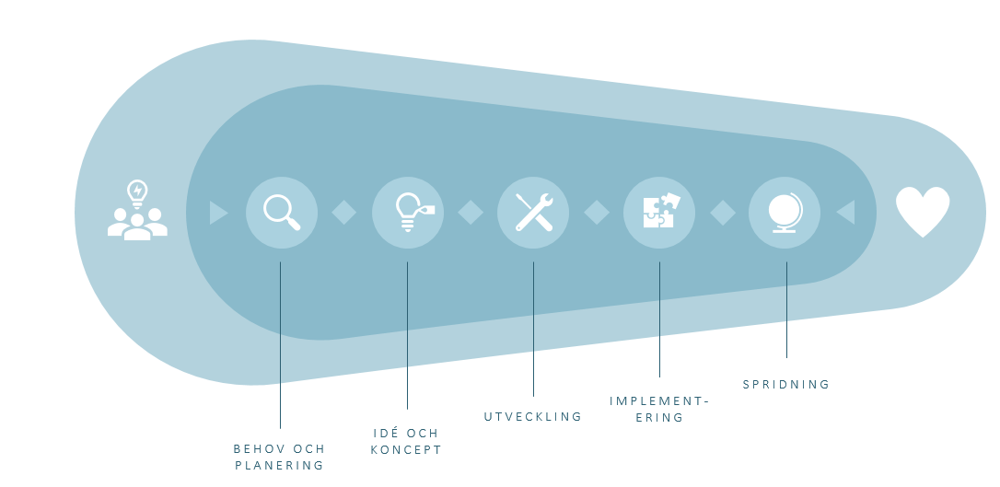 BEHOV OCH
PLANERING
IDÉ OCH
KONCEPT
UTVECKLING
IMPLEMENT-
ERING
SPRIDNING